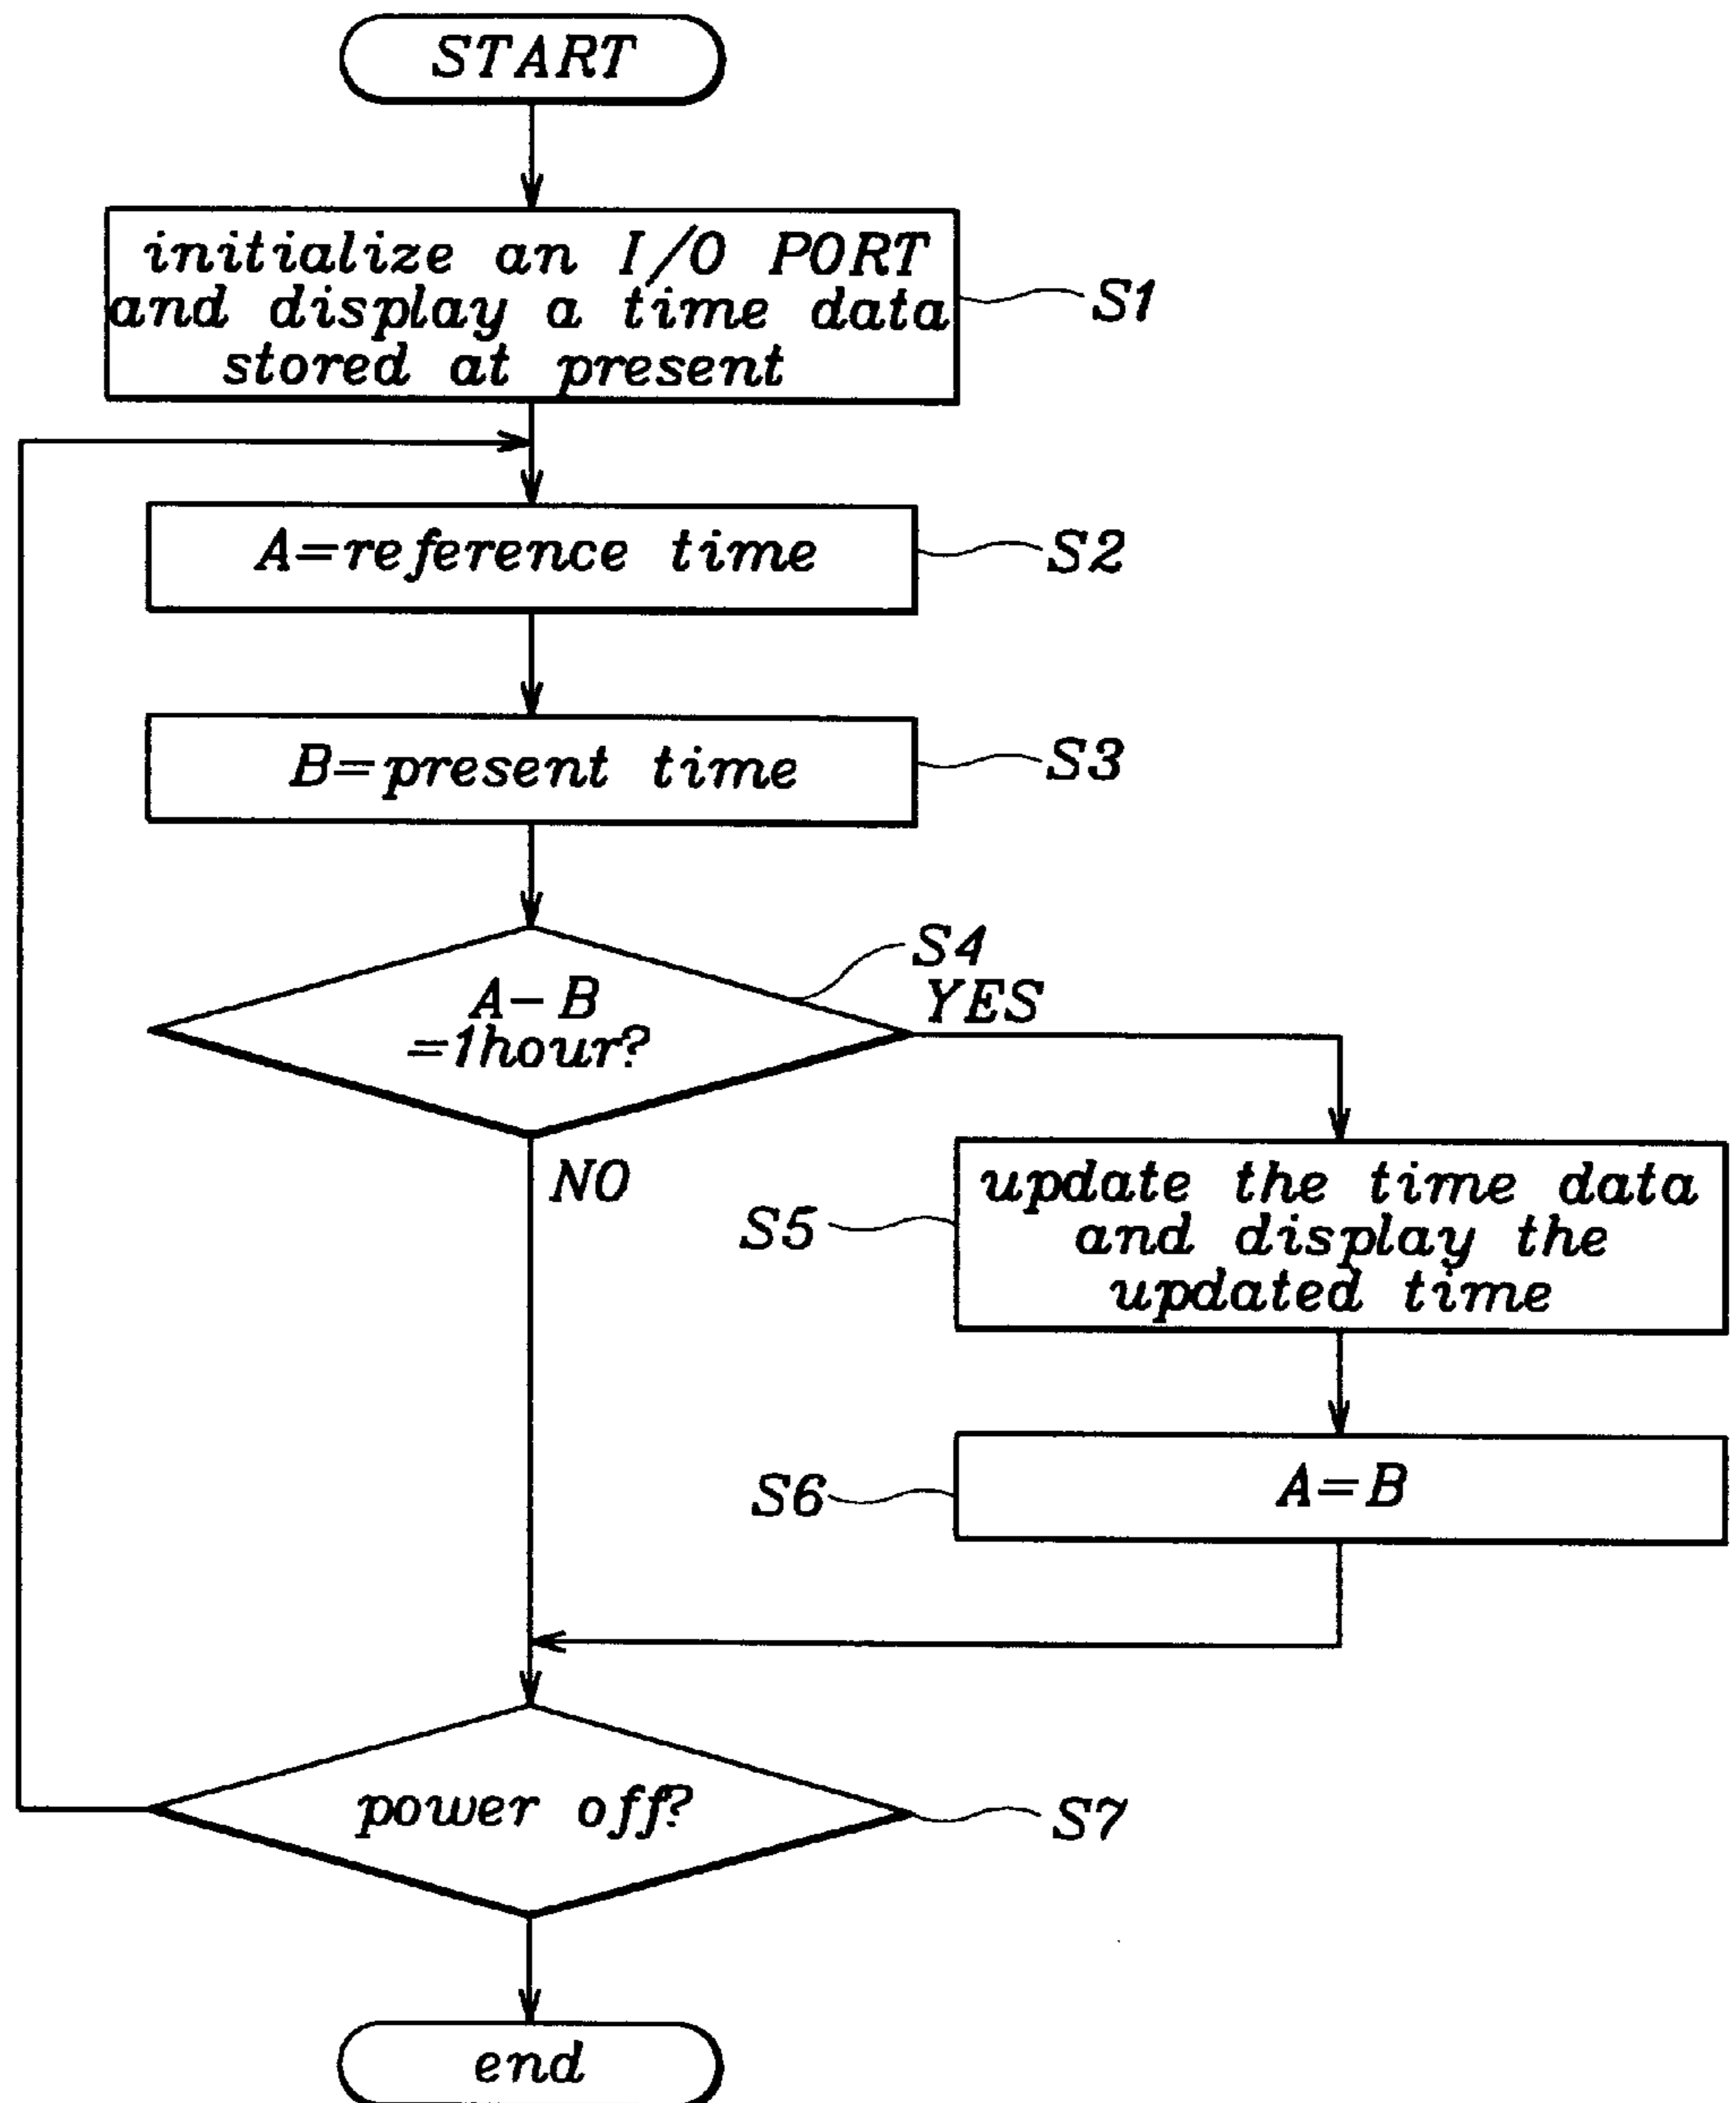 START
initialize an I/O PORT
and display a time data
stored at present
S1
A=reference time
S2
B=present time
S3
S4
A-B
=1hour?
YES
NO
update the time data
and display the
updated time
S5
A=B
S6
power off?
S7
end